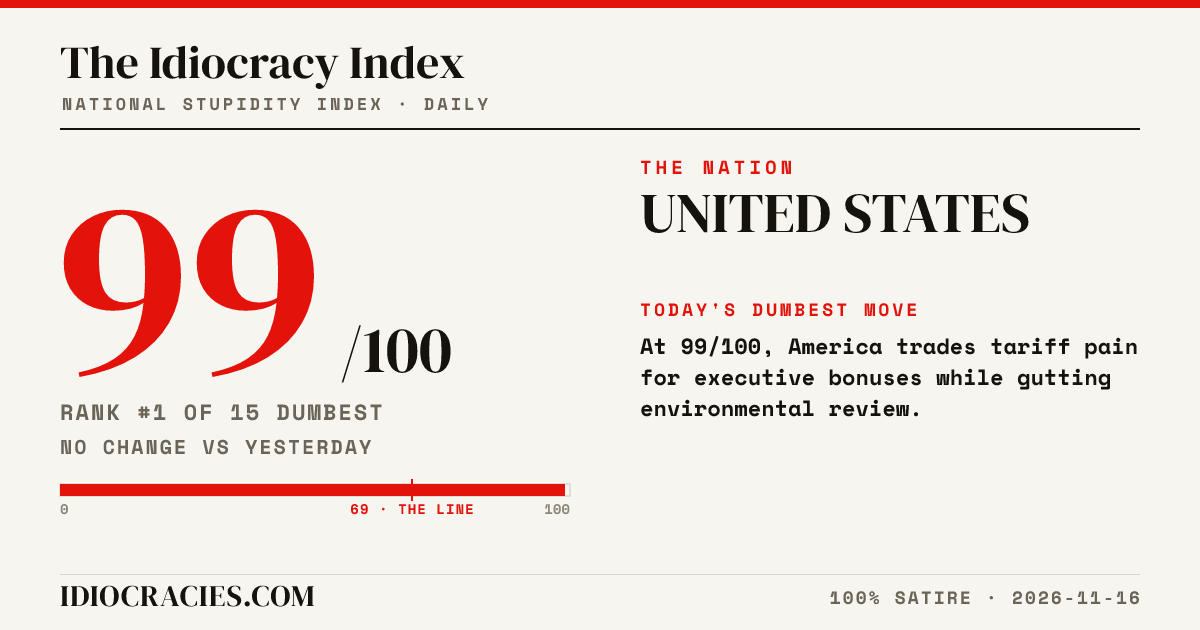 The Idiocracy Index
NATIONAL STUPIDITY INDEX · DAILY
99/100
RANK #1 OF 15 DUMBEST
NO CHANGE VS YESTERDAY
0
69 · THE LINE
100
THE NATION
UNITED STATES
TODAY'S DUMBEST MOVE
At 99/100, America trades tariff pain
for executive bonuses while gutting
environmental review.
IDIOCRACIES.COM
100% SATIRE · 2026-11-16